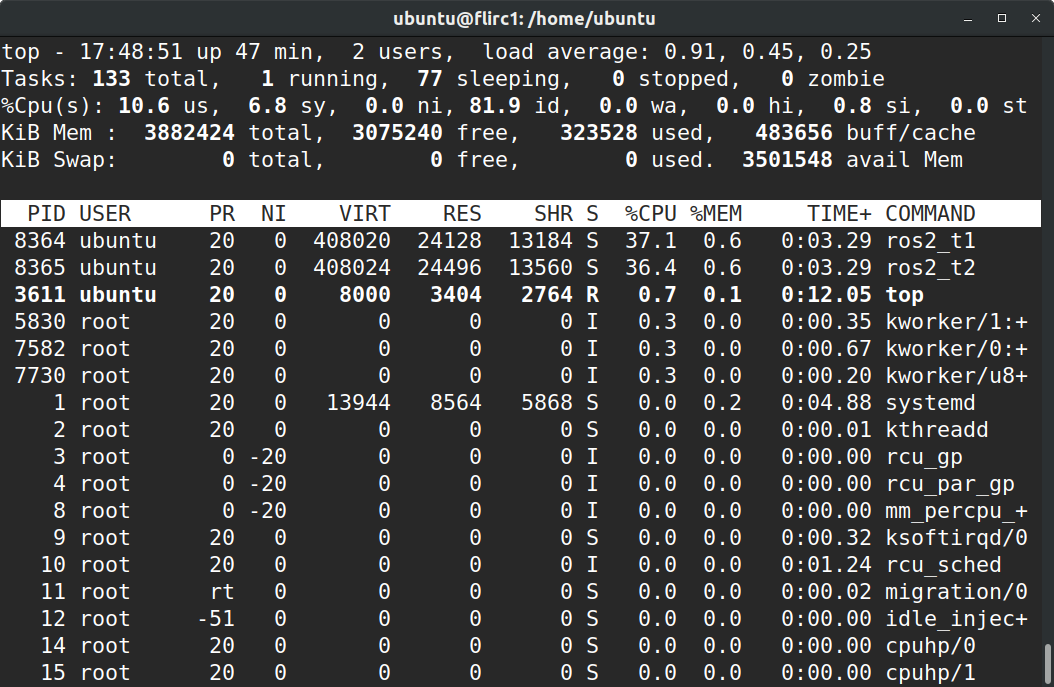 ubuntu@flirc1: /home/ubuntu
top - 17:48:51 up 47 min,  2 users,  load average: 0.91, 0.45, 0.25
Tasks: 133 total,   1 running,  77 sleeping,   0 stopped,   0 zombie
%Cpu(s): 10.6 us,  6.8 sy,  0.0 ni, 81.9 id,  0.0 wa,  0.0 hi,  0.8 si,  0.0 st
KiB Mem :  3882424 total,  3075240 free,   323528 used,   483656 buff/cache
KiB Swap:        0 total,        0 free,        0 used.  3501548 avail Mem
  PID USER      PR  NI    VIRT    RES    SHR S  %CPU %MEM     TIME+ COMMAND
 8364 ubuntu    20   0  408020  24128  13184 S  37.1  0.6   0:03.29 ros2_t1
 8365 ubuntu    20   0  408024  24496  13560 S  36.4  0.6   0:03.29 ros2_t2
 3611 ubuntu    20   0    8000   3404   2764 R   0.7  0.1   0:12.05 top
 5830 root      20   0       0      0      0 I   0.3  0.0   0:00.35 kworker/1:+
 7582 root      20   0       0      0      0 I   0.3  0.0   0:00.67 kworker/0:+
 7730 root      20   0       0      0      0 I   0.3  0.0   0:00.20 kworker/u8+
    1 root      20   0   13944   8564   5868 S   0.0  0.2   0:04.88 systemd
    2 root      20   0       0      0      0 S   0.0  0.0   0:00.01 kthreadd
    3 root       0 -20       0      0      0 I   0.0  0.0   0:00.00 rcu_gp
    4 root       0 -20       0      0      0 I   0.0  0.0   0:00.00 rcu_par_gp
    8 root       0 -20       0      0      0 I   0.0  0.0   0:00.00 mm_percpu_+
    9 root      20   0       0      0      0 S   0.0  0.0   0:00.32 ksoftirqd/0
   10 root      20   0       0      0      0 I   0.0  0.0   0:01.24 rcu_sched
   11 root      rt   0       0      0      0 S   0.0  0.0   0:00.02 migration/0
   12 root     -51   0       0      0      0 S   0.0  0.0   0:00.00 idle_injec+
   14 root      20   0       0      0      0 S   0.0  0.0   0:00.00 cpuhp/0
   15 root      20   0       0      0      0 S   0.0  0.0   0:00.00 cpuhp/1